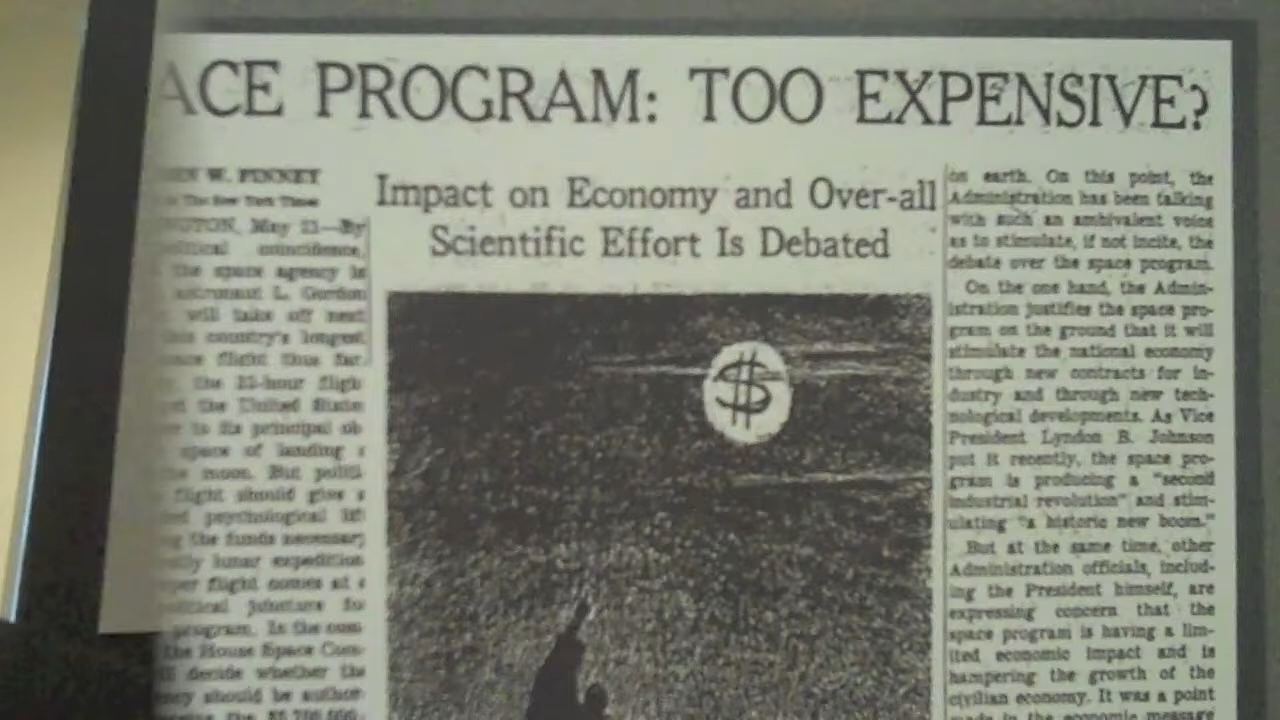 ACE PROGRAM: TOO EXPENSIVE?
W. FINNEY
The New York Times
May 11—By
coincidence,
the space agency is
astronaut L. Gordon
will take off next
this country's longest
space flight thus far.
the United States
to its principal ob-
space of landing
moon. But politi-
flight should give
psychological lift
the funds necessary
lunar expedition
flight comes at
juncture
program. In the com-
the House Space Com-
decide whether the
should be author-
Impact on Economy and Over-all
Scientific Effort Is Debated
$
on earth. On this point, the
Administration has been talking
with such an ambivalent voice
as to stimulate, if not incite, the
debate over the space program.
On the one hand, the Admin-
istration justifies the space pro-
gram on the ground that it will
stimulate the national economy
through new contracts for in-
dustry and through new tech-
nological developments. As Vice
President Lyndon B. Johnson
put it recently, the space pro-
gram is producing a "second
industrial revolution" and stim-
ulating "a historic new boom."
But at the same time, other
Administration officials, includ-
ing the President himself, are
expressing concern that the
space program is having a lim-
ited economic impact and is
hampering the growth of the
civilian economy. It was a point
made in the economic message